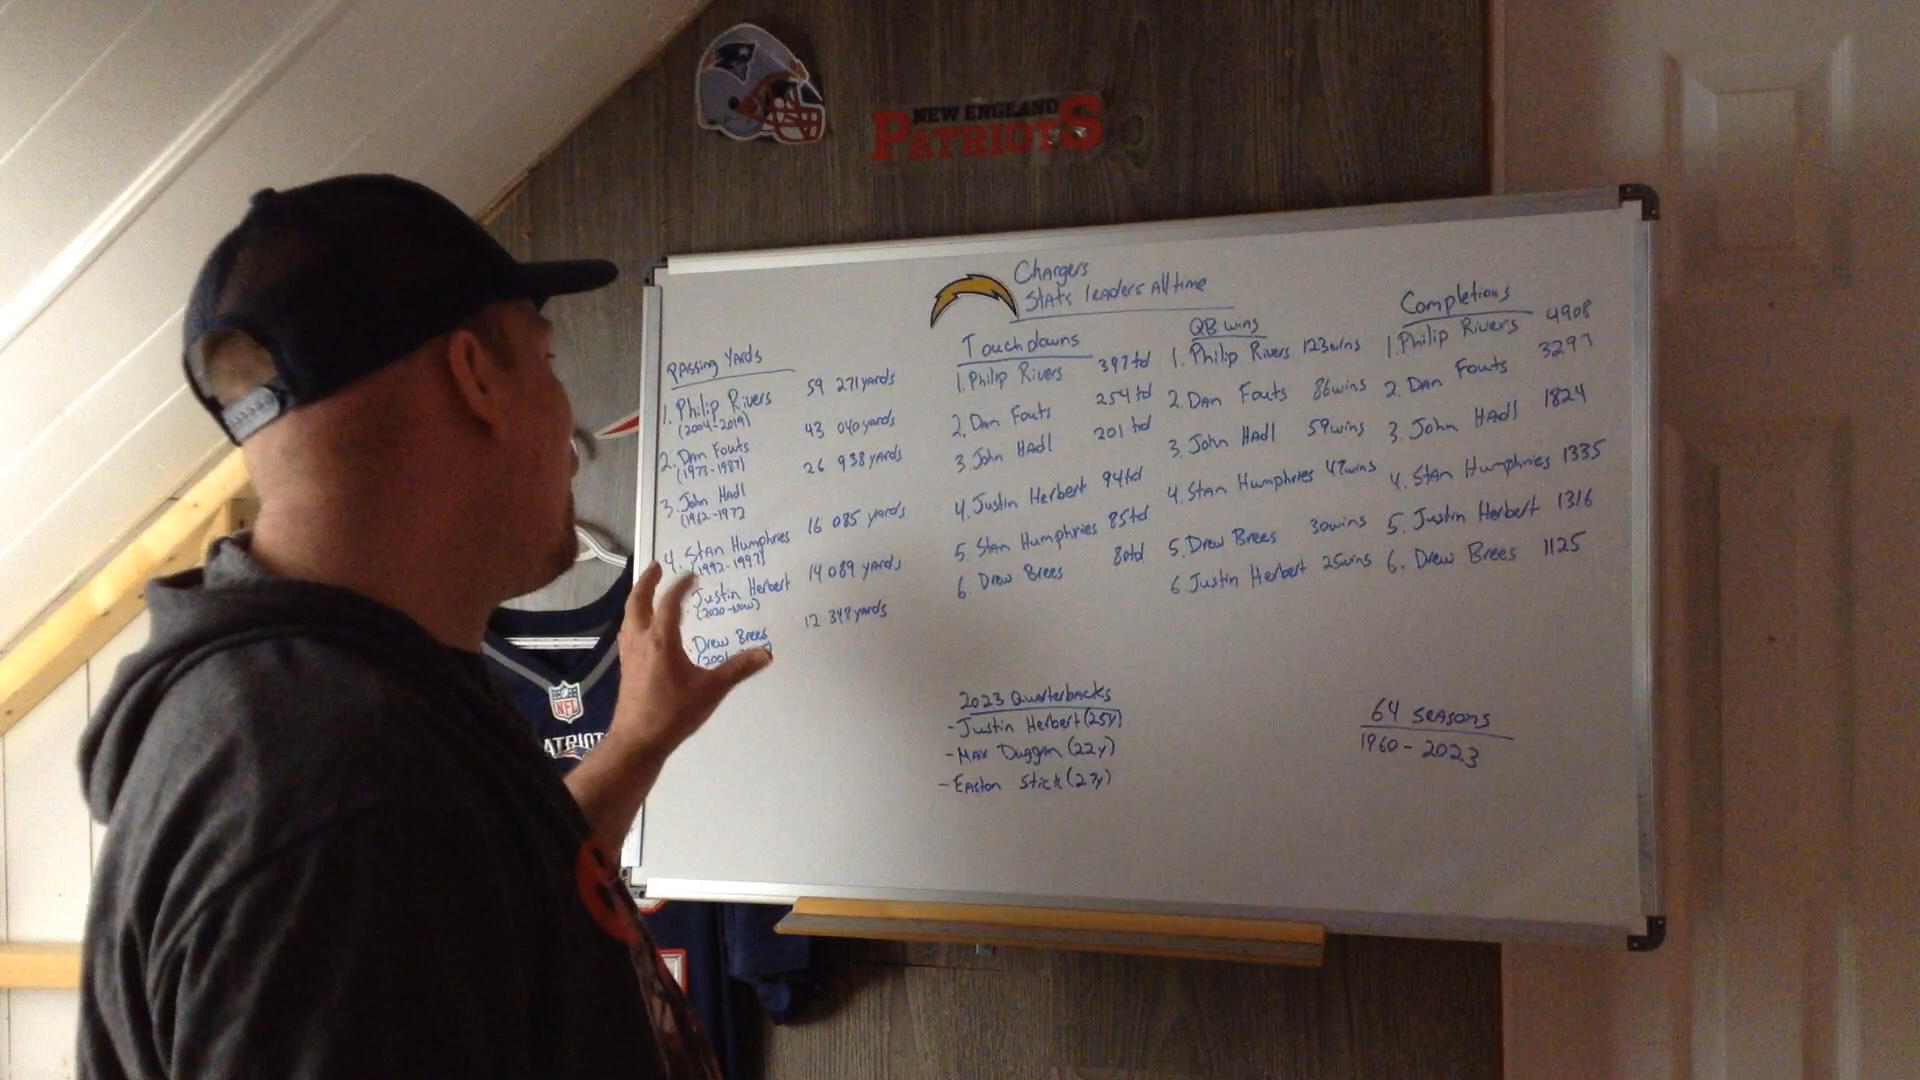 NEW ENGLAND
PATRIOTS
Chargers
Stats leaders All time
Passing Yards
1. Philip Rivers 59 271 yards
(2004-2019)
2. Dan Fouts 43 040 yards
(1973-1987)
3. John Hadl 26 938 yards
(1962-1972
4. Stan Humphries 16 085 yards
(1992-1997)
Justin Herbert 14 089 yards
(2020-Now)
Drew Brees 12 348 yards
Touchdowns
1. Philip Rivers 397 td
2. Dan Fouts 254 td
3. John Hadl 201 td
4. Justin Herbert 94 td
5. Stan Humphries 85 td
6. Drew Brees 80 td
QB wins
1. Philip Rivers 123 wins
2. Dan Fouts 86 wins
3. John Hadl 59 wins
4. Stan Humphries 47 wins
5. Drew Brees 30 wins
6. Justin Herbert 25 wins
Completions
1. Philip Rivers 4908
2. Dan Fouts 3297
3. John Hadl 1824
4. Stan Humphries 1335
5. Justin Herbert 1316
6. Drew Brees 1125
2023 Quarterbacks
- Justin Herbert (25y)
- Max Duggan (22y)
- Easton Stick (27y)
64 seasons
1960 - 2023
NFL